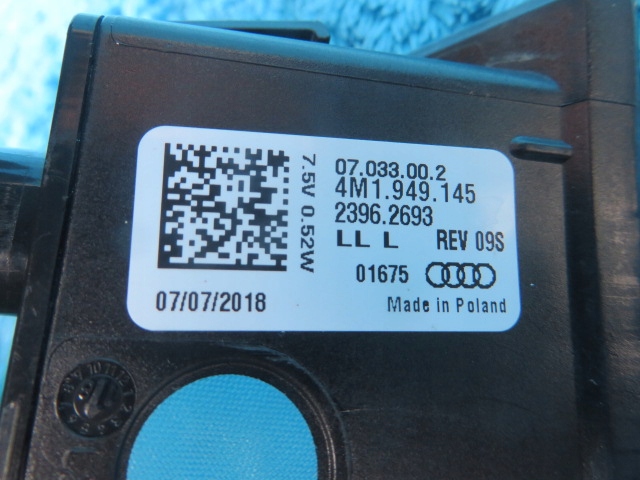 07.033.00.2
4M1.949.145
2396.2693
LL L REV 09S
7.5V 0.52W
01675
07/07/2018
Made in Poland